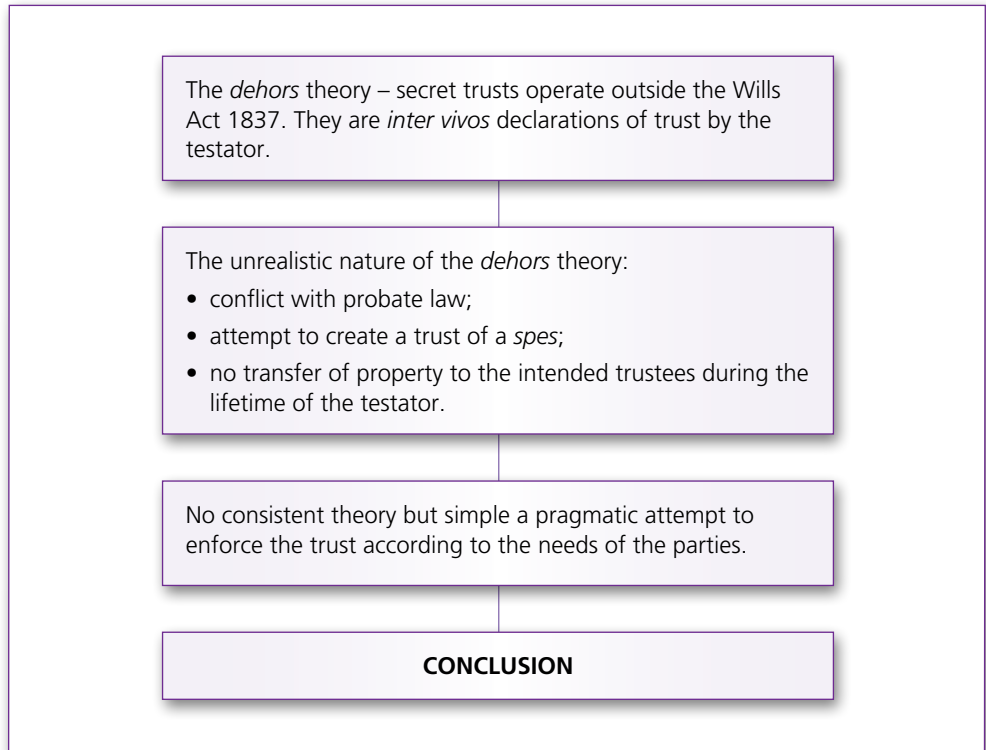 The dehors theory – secret trusts operate outside the Wills
Act 1837. They are inter vivos declarations of trust by the
testator.
The unrealistic nature of the dehors theory:
• conflict with probate law;
• attempt to create a trust of a spes;
• no transfer of property to the intended trustees during the
lifetime of the testator.
No consistent theory but simple a pragmatic attempt to
enforce the trust according to the needs of the parties.
CONCLUSION